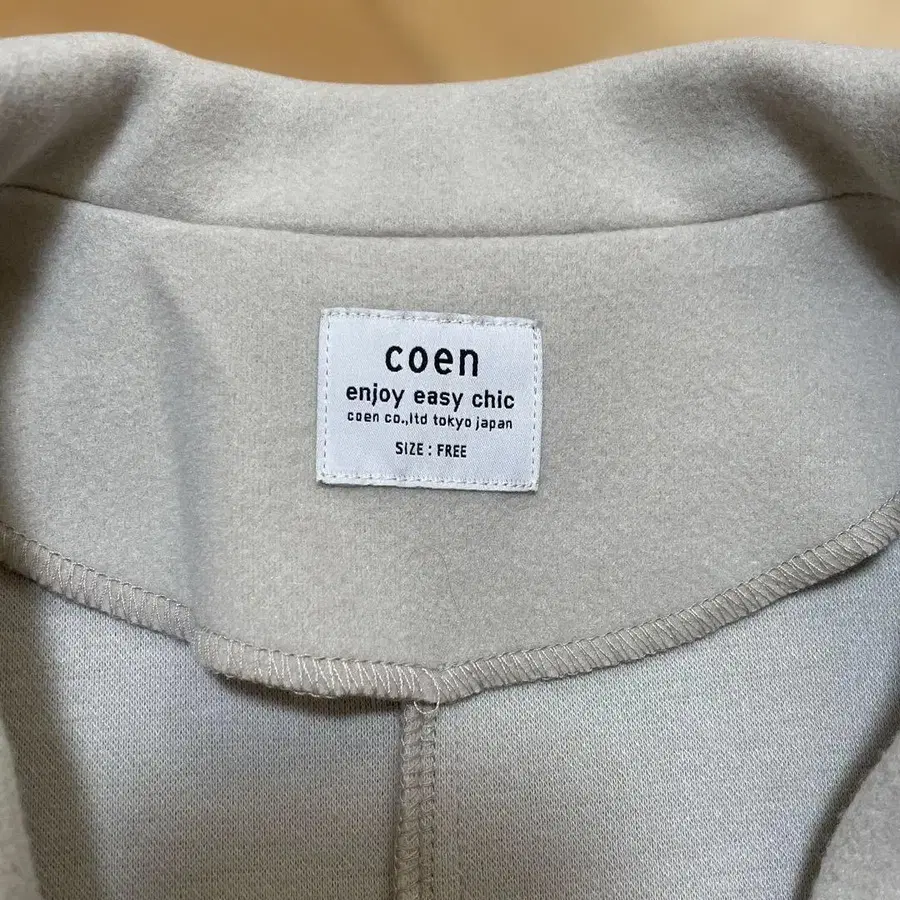 coen
enjoy easy chic
coen co.,ltd tokyo japan
SIZE : FREE